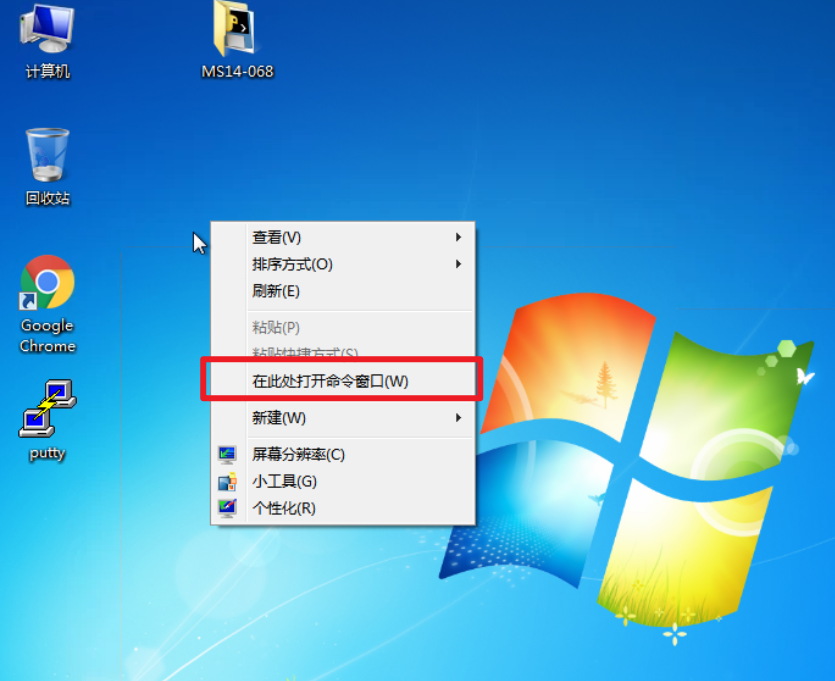 计算机
MS14-068
回收站
Google
Chrome
putty
查看(V)
排序方式(O)
刷新(E)
粘贴(P)
粘贴快捷方式(S)
在此处打开命令窗口(W)
新建(W)
屏幕分辨率(C)
小工具(G)
个性化(R)